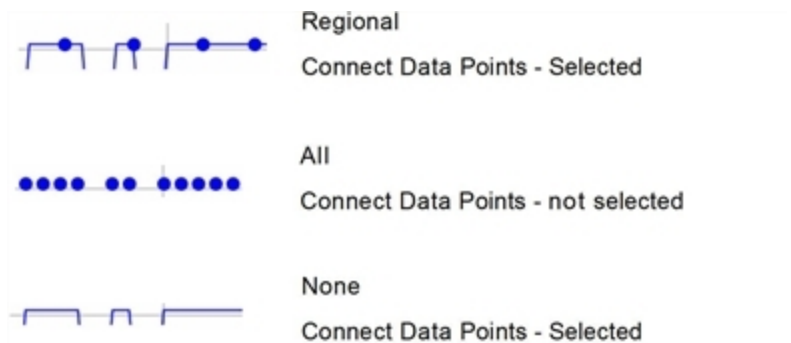 Regional
Connect Data Points - Selected
All
Connect Data Points - not selected
None
Connect Data Points - Selected